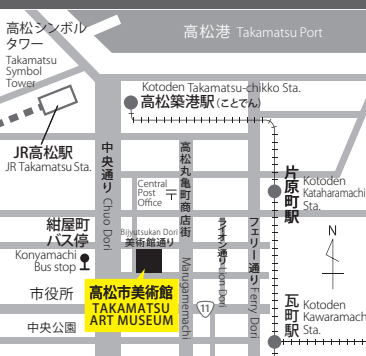 高松シンボル
タワー
Takamatsu
Symbol
Tower
高松港 Takamatsu Port
Kotoden Takamatsu-chikko Sta.
高松築港駅(ことでん)
JR高松駅
JR Takamatsu Sta.
中央通り Chuo Dori
Central
Post
Office
〒
高松丸亀町商店街
Marugamemachi
片原町駅
Kotoden
Kataharamachi
Sta.
紺屋町
バス停
Konyamachi
Bus stop
Bijyutsukan Dori
美術館通り
ライオン通り Lion Dori
フェリー通り Ferry Dori
N
市役所
高松市美術館
TAKAMATSU
ART MUSEUM
11
瓦町駅
Kotoden
Kawaramachi
Sta.
中央公園